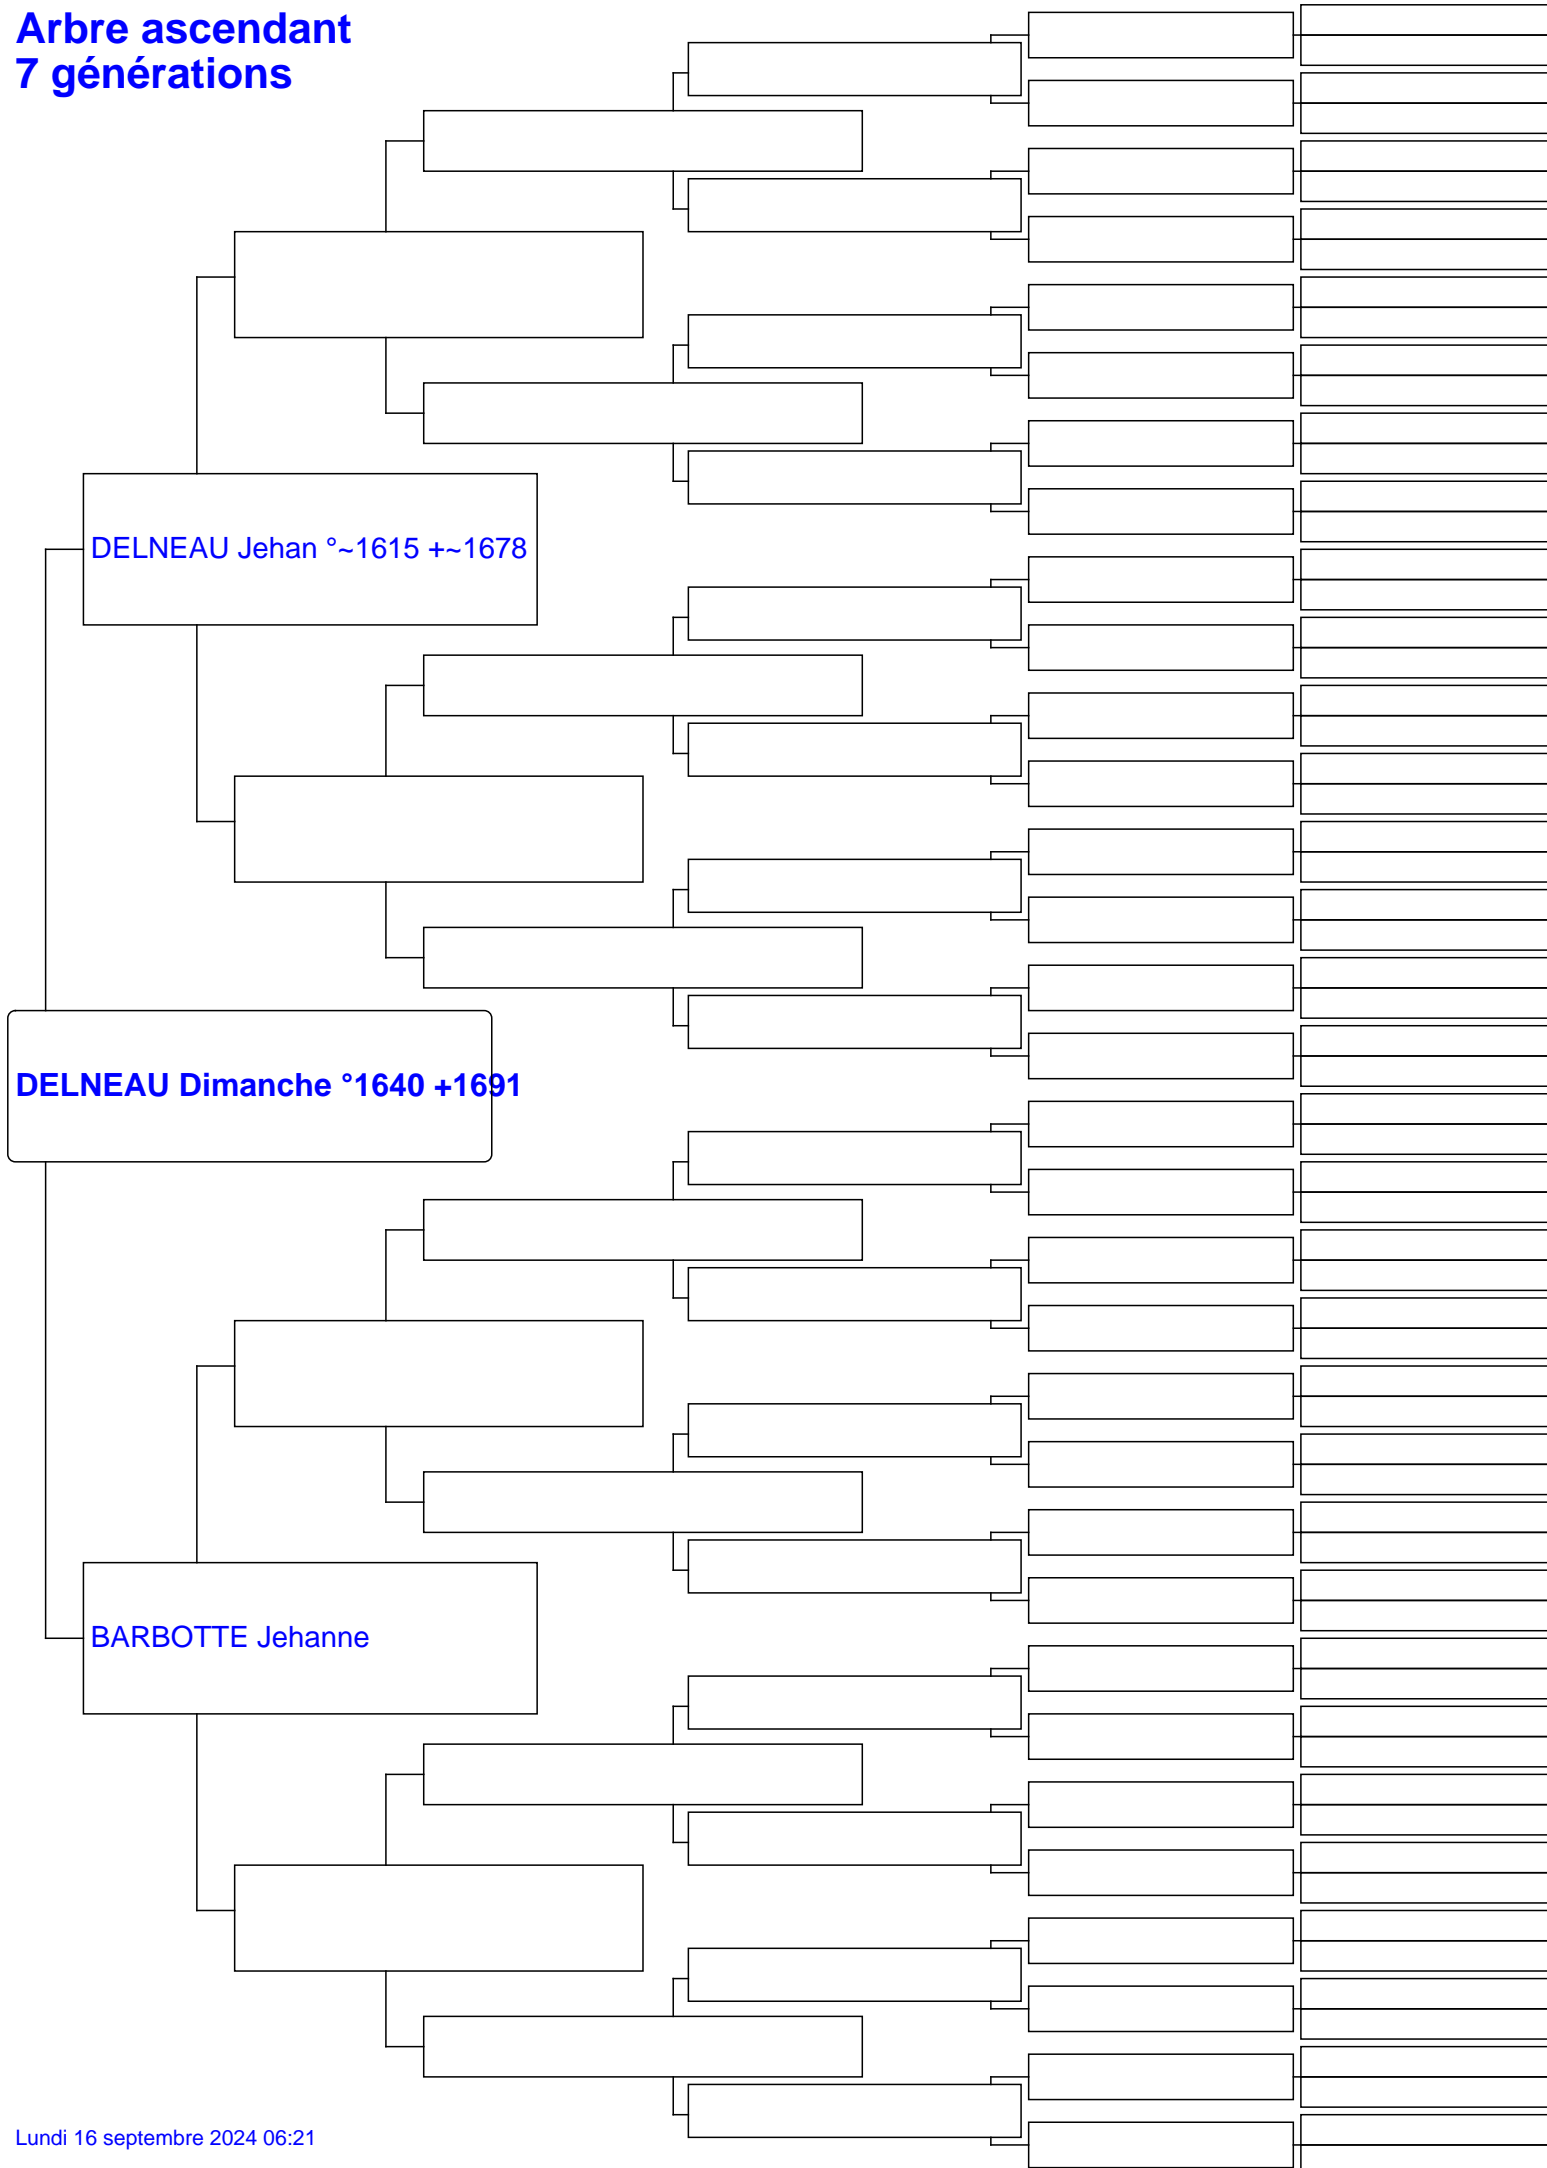 Arbre ascendant
7 générations
DELNEAU Jehan °~1615 +~1678
DELNEAU Dimanche °1640 +1691
BARBOTTE Jehanne
Lundi 16 septembre 2024 06:21